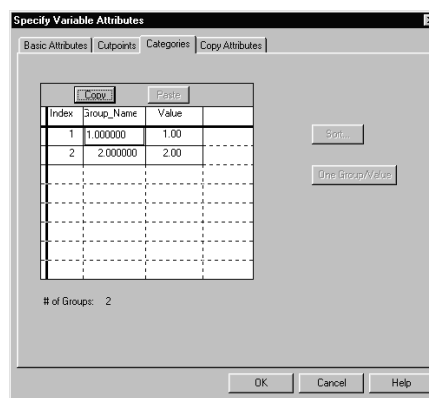 Specify Variable Attributes
Basic Attributes Cutpoints Categories Copy Attributes
Copy Paste
Index Group_Name Value
1 1.000000 1.00 Sort...
2 2.000000 2.00
One Group/Value
# of Groups: 2
OK Cancel Help